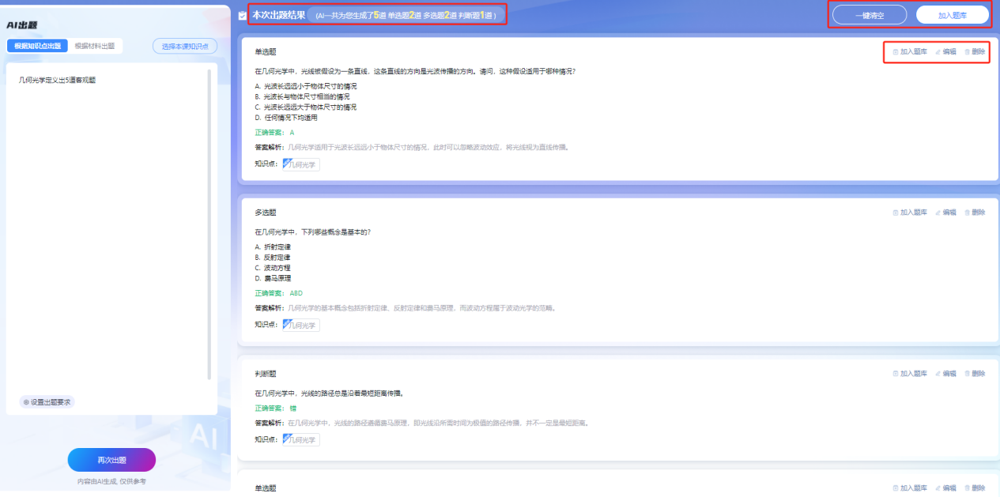 AI出题
根据知识点出题 根据材料出题 选择本课知识点
几何光学定义出5道客观题
设置出题要求
AI
再次出题
内容由AI生成, 仅供参考
本次出题结果 (AI一共为您生成了5道 单选题2道 多选题2道 判断题1道 )
一键清空 加入题库
单选题 加入题库 编辑 删除
在几何光学中，光线被假设为一条直线，这条直线的方向是光波传播的方向。请问，这种假设适用于哪种情况?
A. 光波长远远小于物体尺寸的情况
B. 光波长与物体尺寸相当的情况
C. 光波长远远大于物体尺寸的情况
D. 任何情况下均适用
正确答案： A
答案解析： 几何光学适用于光波长远远小于物体尺寸的情况，此时可以忽略波动效应，将光线视为直线传播。
知识点： 几何光学
多选题 加入题库 编辑 删除
在几何光学中，下列哪些概念是基本的?
A. 折射定律
B. 反射定律
C. 波动方程
D. 费马原理
正确答案： ABD
答案解析： 几何光学的基本概念包括折射定律、反射定律和费马原理，而波动方程属于波动光学的范畴。
知识点： 几何光学
判断题 加入题库 编辑 删除
在几何光学中，光线的路径总是沿着最短距离传播。
正确答案： 错
答案解析： 在几何光学中，光线的路径遵循费马原理，即光线沿所需时间为极值的路径传播，并不一定是最短距离。
知识点： 几何光学
单选题 加入题库 编辑 删除